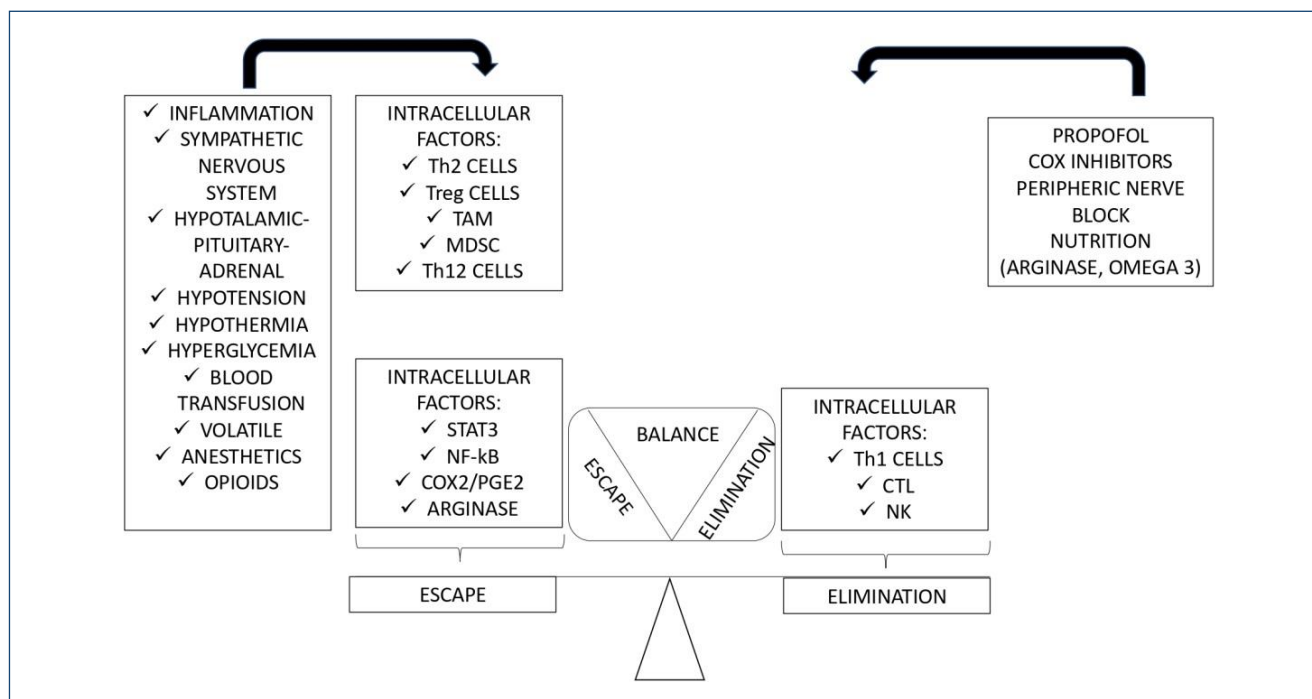 ✓ INFLAMMATION
✓ SYMPATHETIC
NERVOUS
SYSTEM
✓ HYPOTALAMIC-
PITUITARY-
ADRENAL
✓ HYPOTENSION
✓ HYPOTHERMIA
✓ HYPERGLYCEMIA
✓ BLOOD
TRANSFUSION
✓ VOLATILE
✓ ANESTHETICS
✓ OPIOIDS
INTRACELLULAR
FACTORS:
✓ Th2 CELLS
✓ Treg CELLS
✓ TAM
✓ MDSC
✓ Th12 CELLS
INTRACELLULAR
FACTORS:
✓ STAT3
✓ NF-kB
✓ COX2/PGE2
✓ ARGINASE
ESCAPE
ESCAPE
BALANCE
ELIMINATION
PROPOFOL
COX INHIBITORS
PERIPHERIC NERVE
BLOCK
NUTRITION
(ARGINASE, OMEGA 3)
INTRACELLULAR
FACTORS:
✓ Th1 CELLS
✓ CTL
✓ NK
ELIMINATION